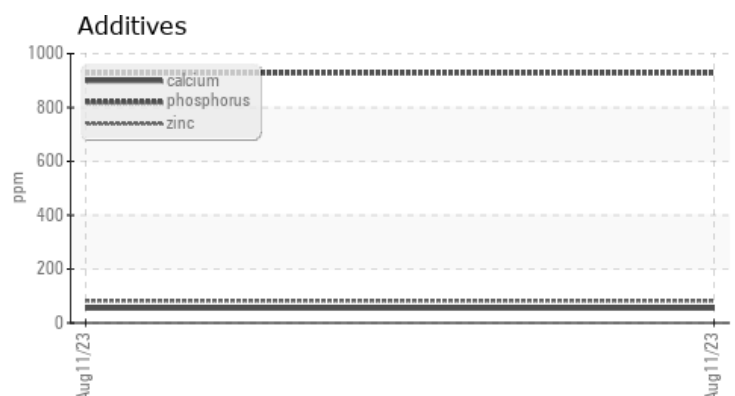 Additives
1000
calcium
phosphorus
zinc
800
600
400
200
0
ppm
Aug11/23
Aug11/23